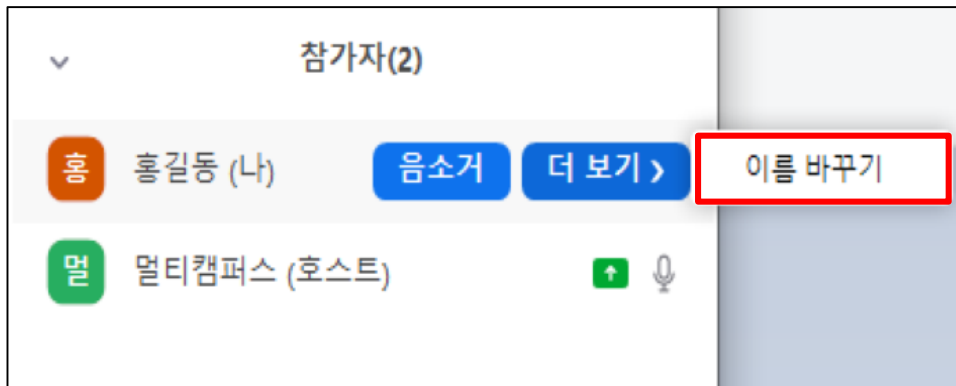 참가자(2)
홍 홍길동 (나) 음소거 더 보기 › 이름 바꾸기
멀 멀티캠퍼스 (호스트)